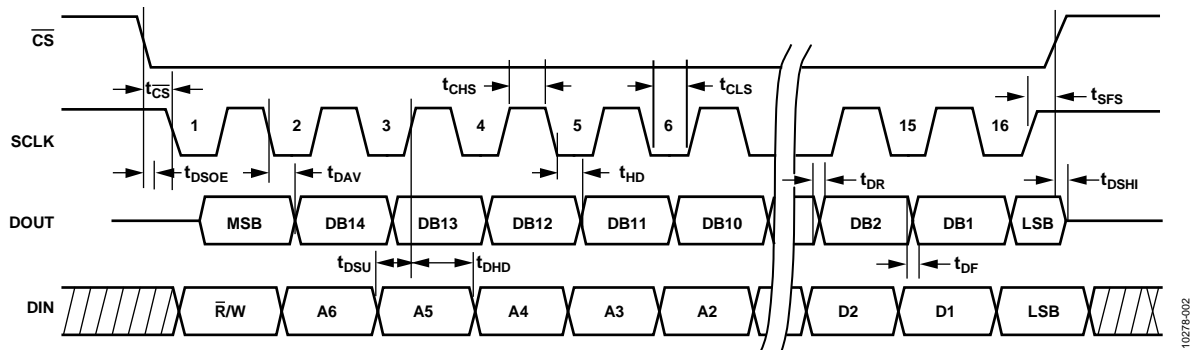 CS
tCS
tCHS
tCLS
tSFS
SCLK
1
2
3
4
5
6
15
16
tDSOE
tDAV
tHD
tDR
tDSHI
DOUT
MSB
DB14
DB13
DB12
DB11
DB10
DB2
DB1
LSB
tDSU
tDHD
tDF
DIN
R/W
A6
A5
A4
A3
A2
D2
D1
LSB
10278-002